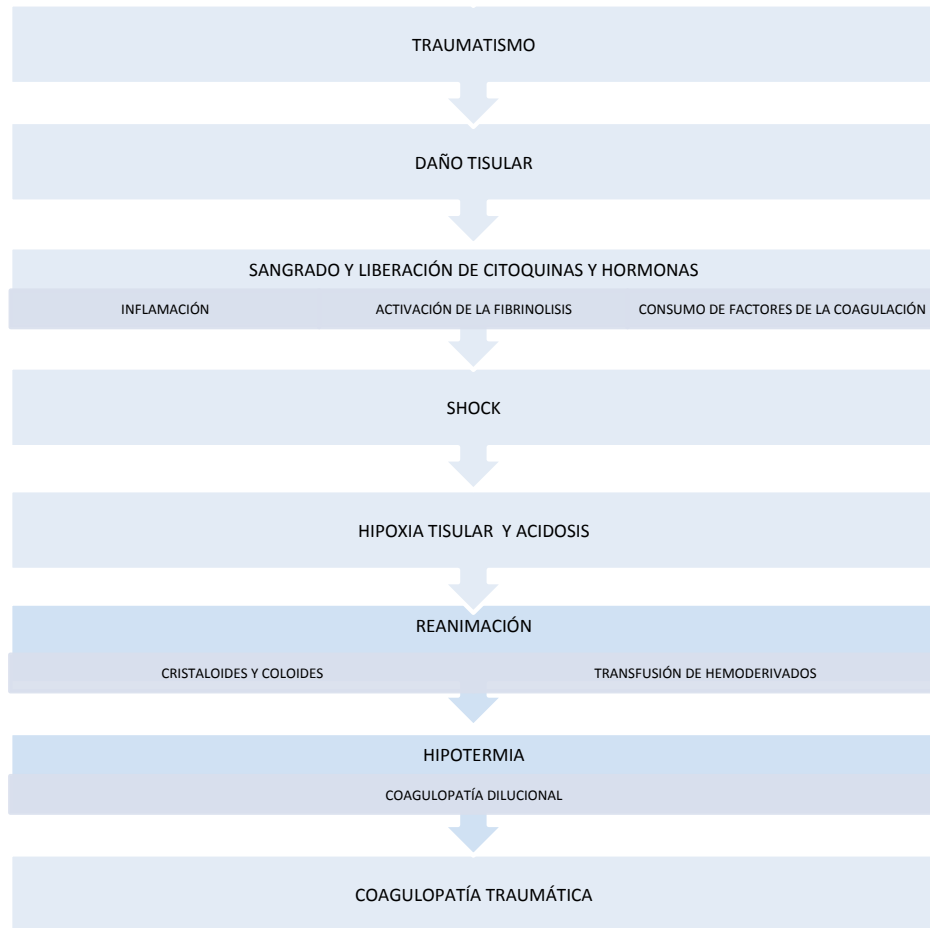 TRAUMATISMO
DAÑO TISULAR
SANGRADO Y LIBERACIÓN DE CITOQUINAS Y HORMONAS
INFLAMACIÓN ACTIVACIÓN DE LA FIBRINOLISIS CONSUMO DE FACTORES DE LA COAGULACIÓN
SHOCK
HIPOXIA TISULAR Y ACIDOSIS
REANIMACIÓN
CRISTALOIDES Y COLOIDES TRANSFUSIÓN DE HEMODERIVADOS
HIPOTERMIA
COAGULOPATÍA DILUCIONAL
COAGULOPATÍA TRAUMÁTICA